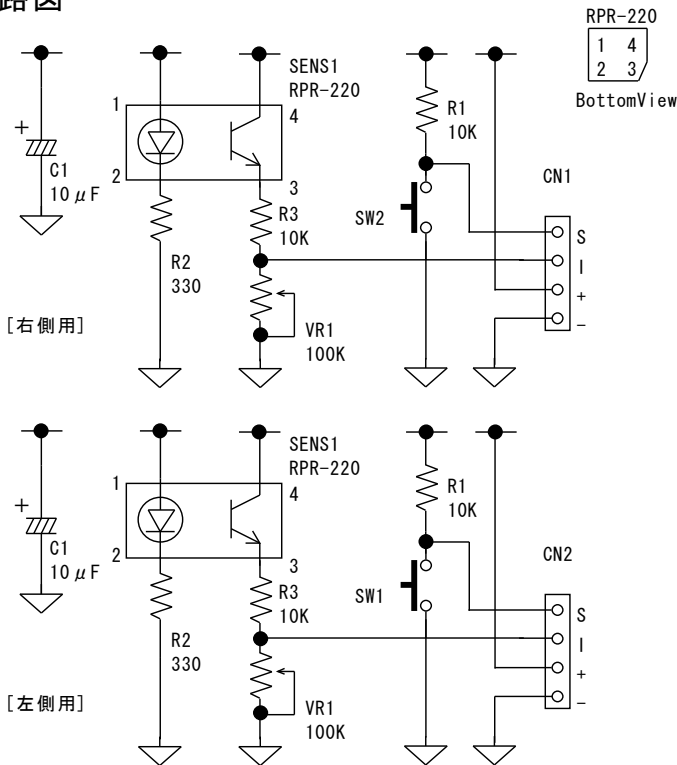 路図
RPR-220
1 4
2 3
BottomView
SENS1
RPR-220
1
4
2
3
+
C1
10μF
R1
10K
CN1
SW2
R3
10K
S
I
+
-
R2
330
[右側用]
VR1
100K
SENS1
RPR-220
1
4
2
3
+
C1
10μF
R1
10K
CN2
SW1
R3
10K
S
I
+
-
R2
330
[左側用]
VR1
100K